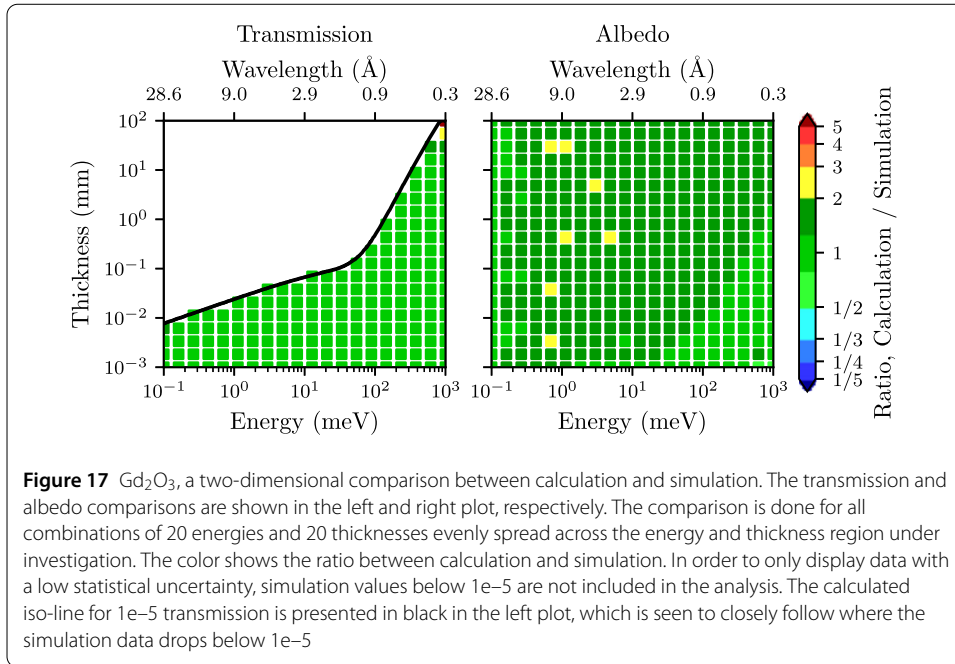 Transmission
Albedo
Wavelength (Å)
Wavelength (Å)
28.6 9.0 2.9 0.9 0.3
28.6 9.0 2.9 0.9 0.3
Thickness (mm)
10² 
10¹
10⁰
10⁻¹
10⁻²
10⁻³
10⁻¹ 10⁰ 10¹ 10² 10³
10⁻¹ 10⁰ 10¹ 10² 10³
Energy (meV)
Energy (meV)
5
4
3
2
1
1/2
1/3
1/4
1/5
Ratio, Calculation / Simulation
Figure 17 Gd₂O₃, a two-dimensional comparison between calculation and simulation. The transmission and
albedo comparisons are shown in the left and right plot, respectively. The comparison is done for all
combinations of 20 energies and 20 thicknesses evenly spread across the energy and thickness region under
investigation. The color shows the ratio between calculation and simulation. In order to only display data with
a low statistical uncertainty, simulation values below 1e–5 are not included in the analysis. The calculated
iso-line for 1e–5 transmission is presented in black in the left plot, which is seen to closely follow where the
simulation data drops below 1e–5